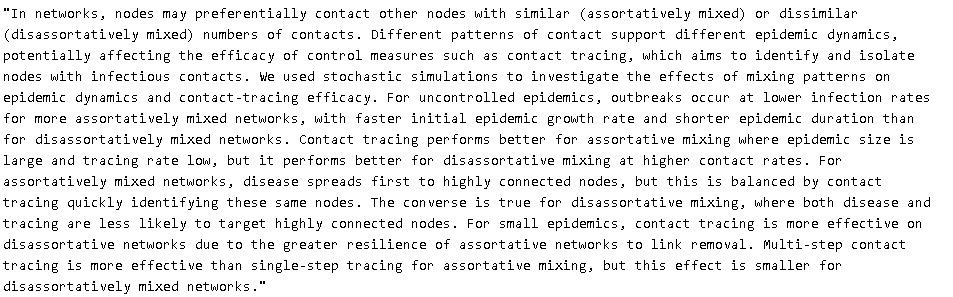 "In networks, nodes may preferentially contact other nodes with similar (assortatively mixed) or dissimilar
(disassortatively mixed) numbers of contacts. Different patterns of contact support different epidemic dynamics,
potentially affecting the efficacy of control measures such as contact tracing, which aims to identify and isolate
nodes with infectious contacts. We used stochastic simulations to investigate the effects of mixing patterns on
epidemic dynamics and contact-tracing efficacy. For uncontrolled epidemics, outbreaks occur at lower infection rates
for more assortatively mixed networks, with faster initial epidemic growth rate and shorter epidemic duration than
for disassortatively mixed networks. Contact tracing performs better for assortative mixing where epidemic size is
large and tracing rate low, but it performs better for disassortative mixing at higher contact rates. For
assortatively mixed networks, disease spreads first to highly connected nodes, but this is balanced by contact
tracing quickly identifying these same nodes. The converse is true for disassortative mixing, where both disease and
tracing are less likely to target highly connected nodes. For small epidemics, contact tracing is more effective on
disassortative networks due to the greater resilience of assortative networks to link removal. Multi-step contact
tracing is more effective than single-step tracing for assortative mixing, but this effect is smaller for
disassortatively mixed networks."